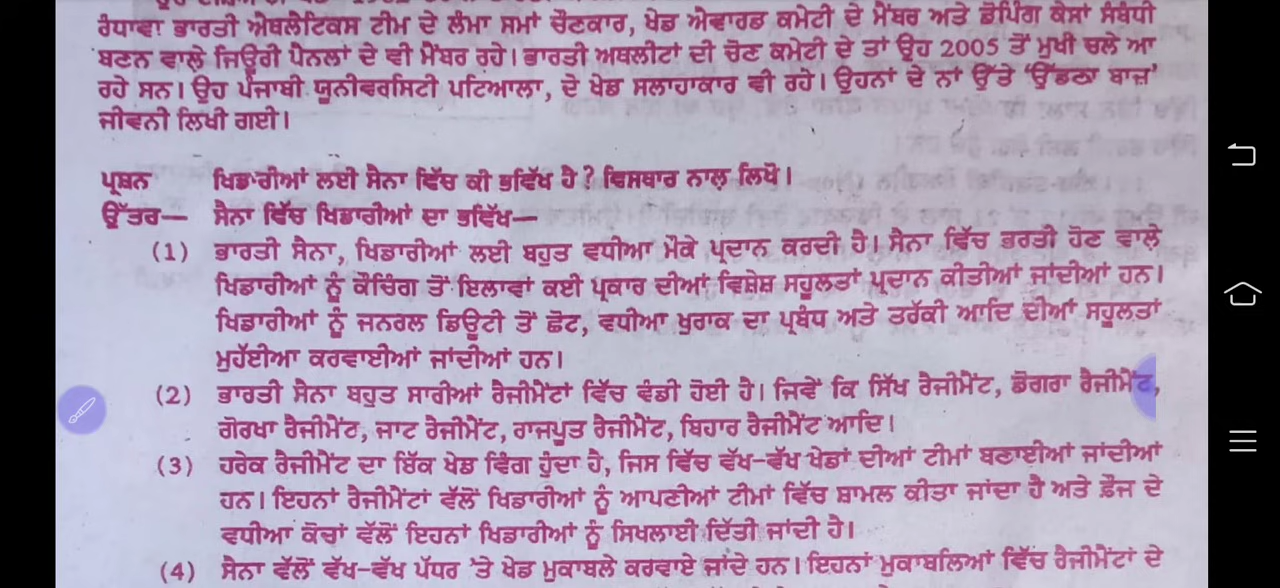 ਰੰਧਾਵਾ ਭਾਰਤੀ ਐਥਲੈਟਿਕਸ ਟੀਮ ਦੇ ਲੰਮਾ ਸਮਾਂ ਚੋਣਕਾਰ, ਖੇਡ ਐਵਾਰਡ ਕਮੇਟੀ ਦੇ ਮੈਂਬਰ ਅਤੇ ਡੋਪਿੰਗ ਕੇਸਾਂ ਸੰਬੰਧੀ
ਬਣਨ ਵਾਲੇ ਜਿਊਰੀ ਪੈਨਲਾਂ ਦੇ ਵੀ ਮੈਂਬਰ ਰਹੇ। ਭਾਰਤੀ ਅਥਲੀਟਾਂ ਦੀ ਚੋਣ ਕਮੇਟੀ ਦੇ ਤਾਂ ਉਹ 2005 ਤੋਂ ਮੁਖੀ ਚਲੇ ਆ
ਰਹੇ ਸਨ। ਉਹ ਪੰਜਾਬੀ ਯੂਨੀਵਰਸਿਟੀ ਪਟਿਆਲਾ, ਦੇ ਖੇਡ ਸਲਾਹਾਕਾਰ ਵੀ ਰਹੇ। ਉਹਨਾਂ ਦੇ ਨਾਂ ਉੱਤੇ 'ਉੱਡਣਾ ਬਾਜ਼'
ਜੀਵਨੀ ਲਿਖੀ ਗਈ।
ਪ੍ਰਸ਼ਨ ਖਿਡਾਰੀਆਂ ਲਈ ਸੈਨਾ ਵਿੱਚ ਕੀ ਭਵਿੱਖ ਹੈ? ਵਿਸਥਾਰ ਨਾਲ ਲਿਖੋ।
ਉੱਤਰ— ਸੈਨਾ ਵਿੱਚ ਖਿਡਾਰੀਆਂ ਦਾ ਭਵਿੱਖ—
(1) ਭਾਰਤੀ ਸੈਨਾ, ਖਿਡਾਰੀਆਂ ਲਈ ਬਹੁਤ ਵਧੀਆ ਮੌਕੇ ਪ੍ਰਦਾਨ ਕਰਦੀ ਹੈ। ਸੈਨਾ ਵਿੱਚ ਭਰਤੀ ਹੋਣ ਵਾਲੇ
ਖਿਡਾਰੀਆਂ ਨੂੰ ਕੋਚਿੰਗ ਤੋਂ ਇਲਾਵਾਂ ਕਈ ਪ੍ਰਕਾਰ ਦੀਆਂ ਵਿਸ਼ੇਸ਼ ਸਹੂਲਤਾਂ ਪ੍ਰਦਾਨ ਕੀਤੀਆਂ ਜਾਂਦੀਆਂ ਹਨ।
ਖਿਡਾਰੀਆਂ ਨੂੰ ਜਨਰਲ ਡਿਊਟੀ ਤੋਂ ਛੋਟ, ਵਧੀਆ ਖੁਰਾਕ ਦਾ ਪ੍ਰਬੰਧ ਅਤੇ ਤਰੱਕੀ ਆਦਿ ਦੀਆਂ ਸਹੂਲਤਾਂ
ਮੁਹੱਈਆ ਕਰਵਾਈਆਂ ਜਾਂਦੀਆਂ ਹਨ।
(2) ਭਾਰਤੀ ਸੈਨਾ ਬਹੁਤ ਸਾਰੀਆਂ ਰੈਜੀਮੈਂਟਾਂ ਵਿੱਚ ਵੰਡੀ ਹੋਈ ਹੈ। ਜਿਵੇਂ ਕਿ ਸਿੱਖ ਰੈਜੀਮੈਂਟ, ਡੋਗਰਾ ਰੈਜੀਮੈਂਟ,
ਗੋਰਖਾ ਰੈਜੀਮੈਂਟ, ਜਾਟ ਰੈਜੀਮੈਂਟ, ਰਾਜਪੂਤ ਰੈਜੀਮੈਂਟ, ਬਿਹਾਰ ਰੈਜੀਮੈਂਟ ਆਦਿ।
(3) ਹਰੇਕ ਰੈਜੀਮੈਂਟ ਦਾ ਇੱਕ ਖੇਡ ਵਿੰਗ ਹੁੰਦਾ ਹੈ, ਜਿਸ ਵਿੱਚ ਵੱਖ-ਵੱਖ ਖੇਡਾਂ ਦੀਆਂ ਟੀਮਾਂ ਬਣਾਈਆਂ ਜਾਂਦੀਆਂ
ਹਨ। ਇਹਨਾਂ ਰੈਜੀਮੈਂਟਾਂ ਵੱਲੋਂ ਖਿਡਾਰੀਆਂ ਨੂੰ ਆਪਣੀਆਂ ਟੀਮਾਂ ਵਿੱਚ ਸ਼ਾਮਲ ਕੀਤਾ ਜਾਂਦਾ ਹੈ ਅਤੇ ਫ਼ੌਜ ਦੇ
ਵਧੀਆ ਕੋਚਾਂ ਵੱਲੋਂ ਇਹਨਾਂ ਖਿਡਾਰੀਆਂ ਨੂੰ ਸਿਖਲਾਈ ਦਿੱਤੀ ਜਾਂਦੀ ਹੈ।
(4) ਸੈਨਾ ਵੱਲੋਂ ਵੱਖ-ਵੱਖ ਪੱਧਰ 'ਤੇ ਖੇਡ ਮੁਕਾਬਲੇ ਕਰਵਾਏ ਜਾਂਦੇ ਹਨ। ਇਹਨਾਂ ਮੁਕਾਬਲਿਆਂ ਵਿੱਚ ਰੈਜੀਮੈਂਟਾਂ ਦੇ